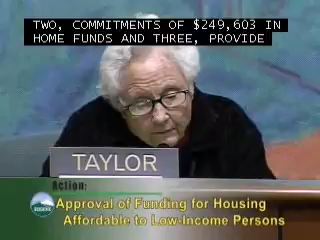 TWO, COMMITMENTS OF $249,603 IN
HOME FUNDS AND THREE, PROVIDE
TAYLOR
Action:
Approval of Funding for Housing
Affordable to Low-Income Persons